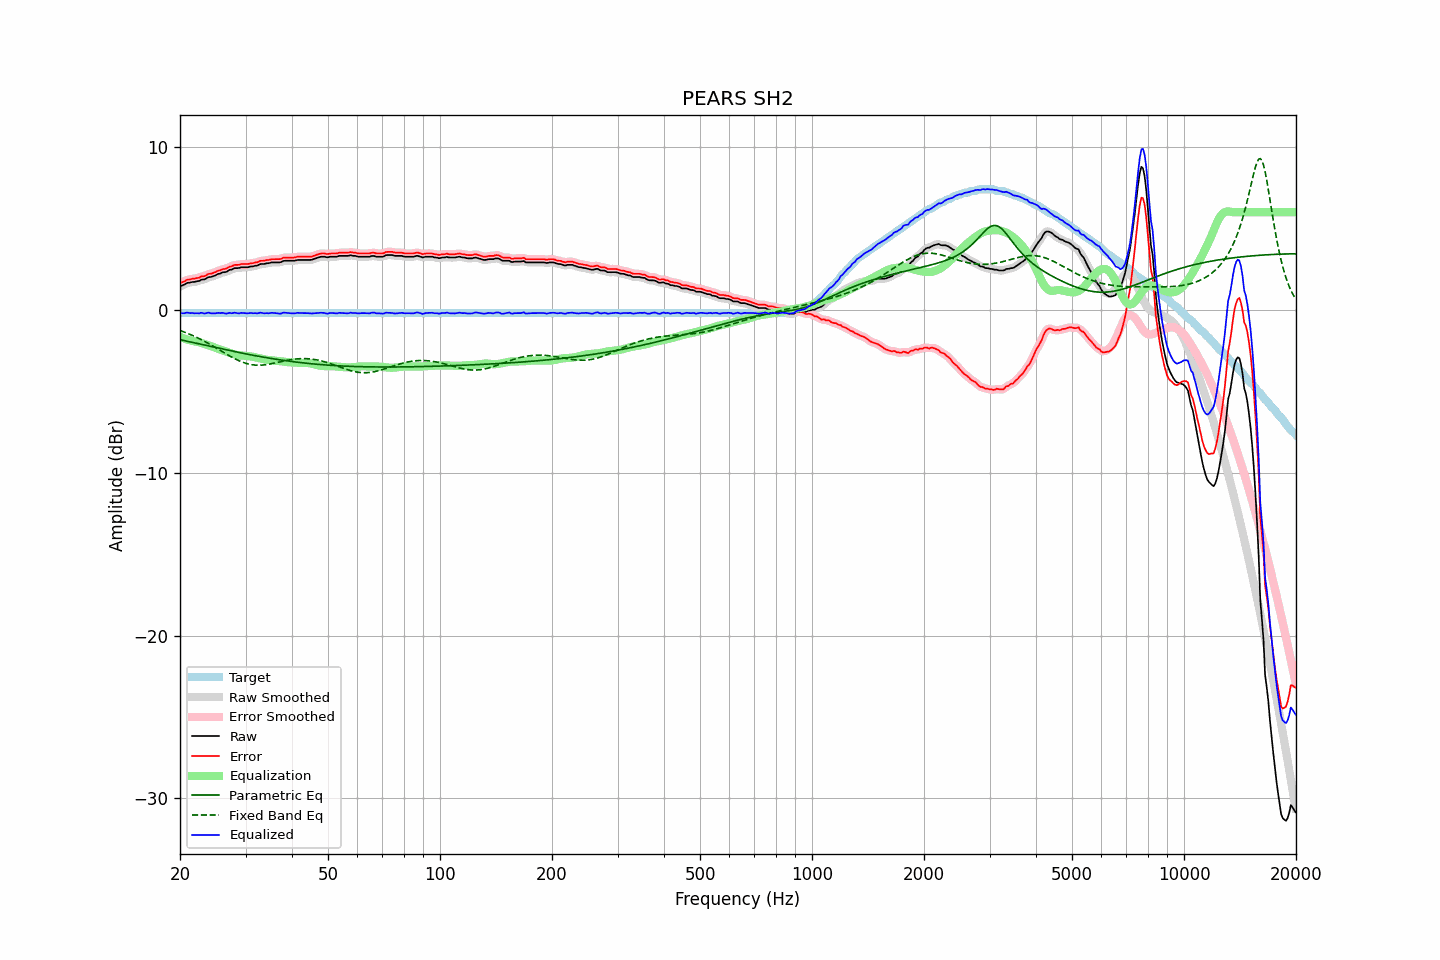 PEARS SH2
10
0
−10
−20
−30
Amplitude (dBr)
Target
Raw Smoothed
Error Smoothed
Raw
Error
Equalization
Parametric Eq
Fixed Band Eq
Equalized
20 50 100 200 500 1000 2000 5000 10000 20000
Frequency (Hz)